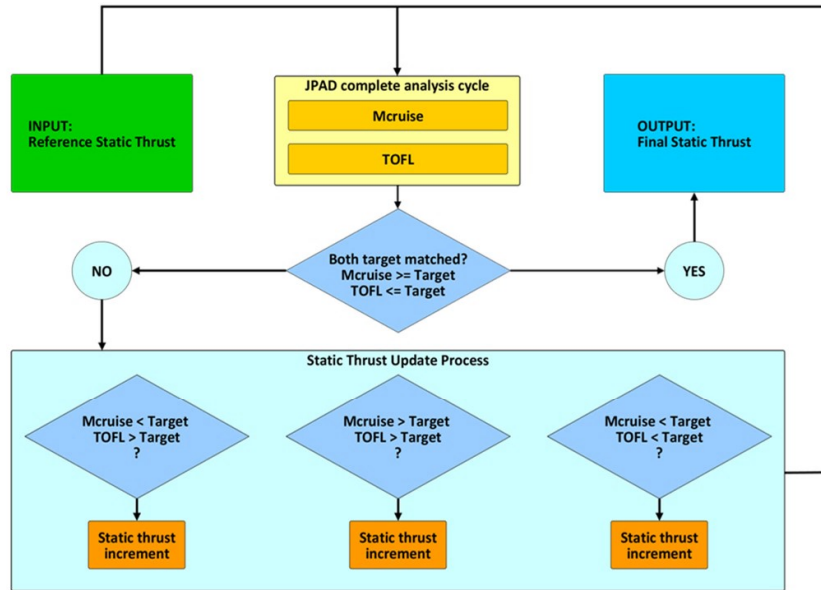 INPUT:
Reference Static Thrust
JPAD complete analysis cycle
Mcruise
TOFL
OUTPUT:
Final Static Thrust
Both target matched?
Mcruise >= Target
TOFL <= Target
NO
YES
Static Thrust Update Process
Mcruise < Target
TOFL > Target
?
Mcruise > Target
TOFL > Target
?
Mcruise < Target
TOFL < Target
?
Static thrust
increment
Static thrust
increment
Static thrust
increment